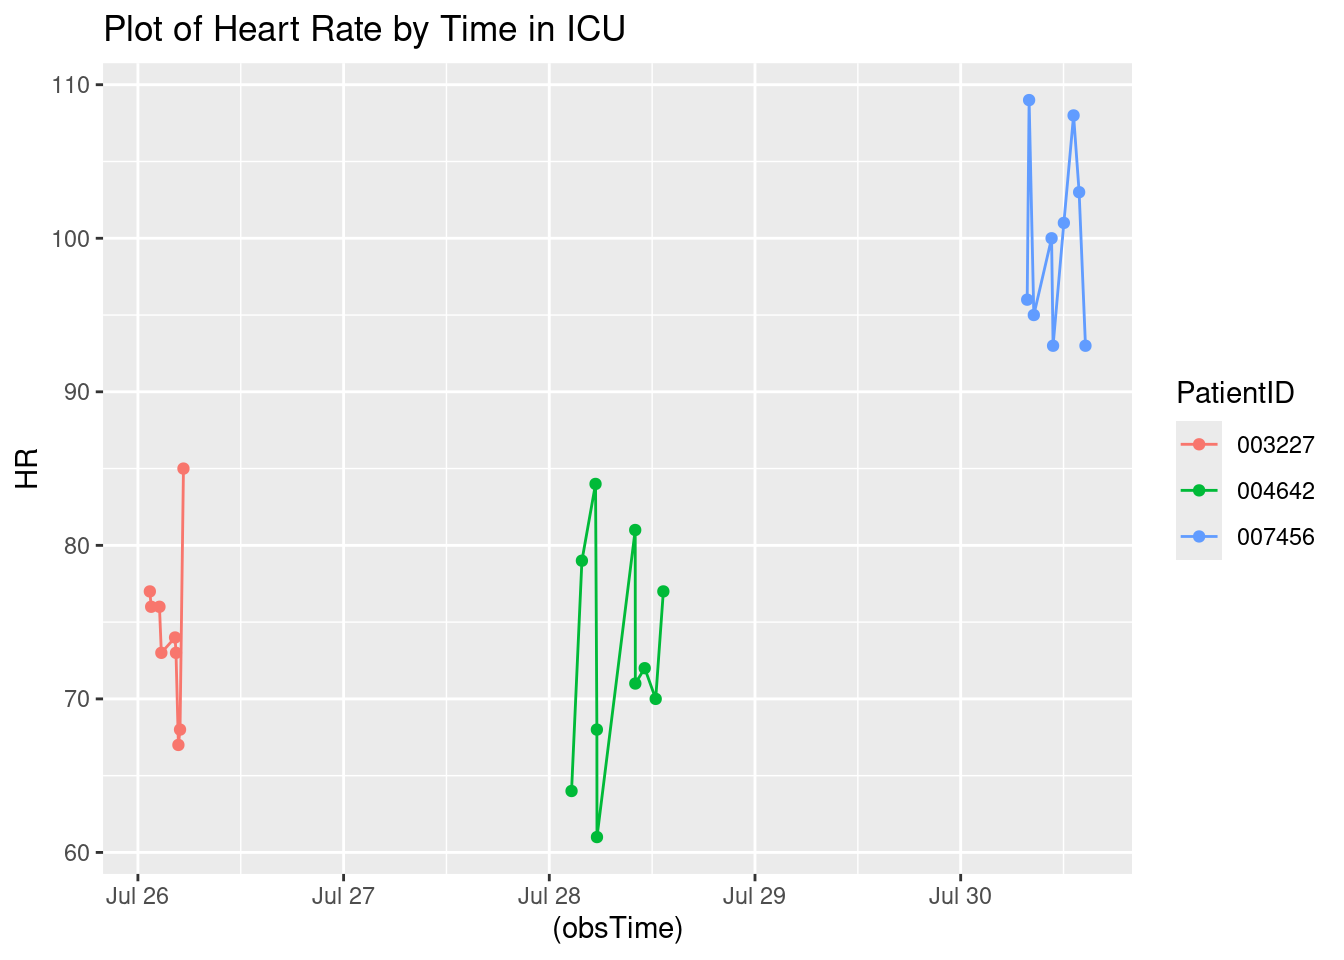 Plot of Heart Rate by Time in ICU
110
100
90
80
70
60
HR
Jul 26
Jul 27
Jul 28
Jul 29
Jul 30
(obsTime)
PatientID
003227
004642
007456